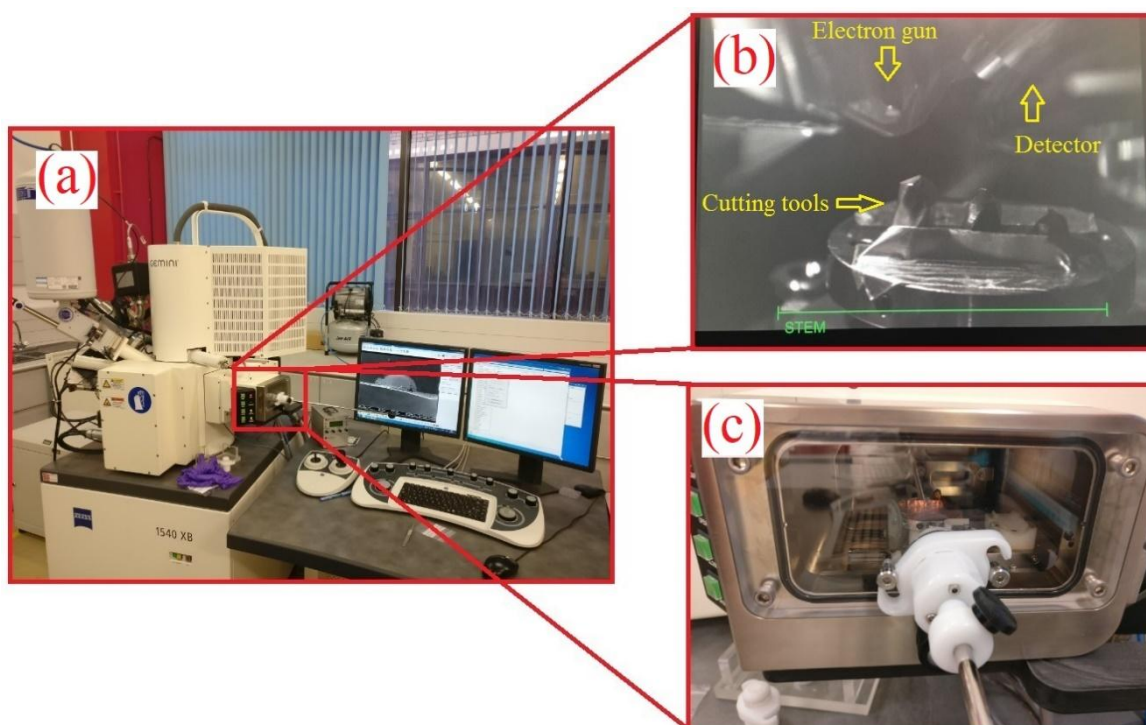 (a)
GEMINI
ZEISS
1540 XB
(b)
Electron gun
Detector
Cutting tools
STEM
(c)